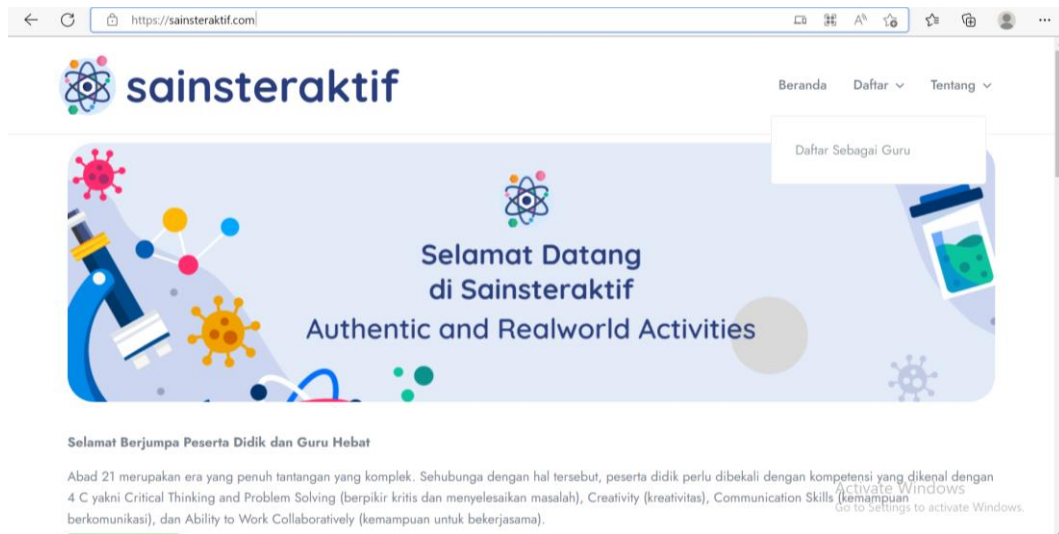 https://sainsteraktif.com
sainsteraktif
Beranda Daftar Tentang
Daftar Sebagai Guru
Selamat Datang
di Sainsteraktif
Authentic and Realworld Activities
Selamat Berjumpa Peserta Didik dan Guru Hebat
Abad 21 merupakan era yang penuh tantangan yang komplek. Sehubunga dengan hal tersebut, peserta didik perlu dibekali dengan kompetensi yang dikenal dengan
4 C yakni Critical Thinking and Problem Solving (berpikir kritis dan menyelesaikan masalah), Creativity (kreativitas), Communication Skills (kemampuan
berkomunikasi), dan Ability to Work Collaboratively (kemampuan untuk bekerjasama).
Activate Windows
Go to Settings to activate Windows.